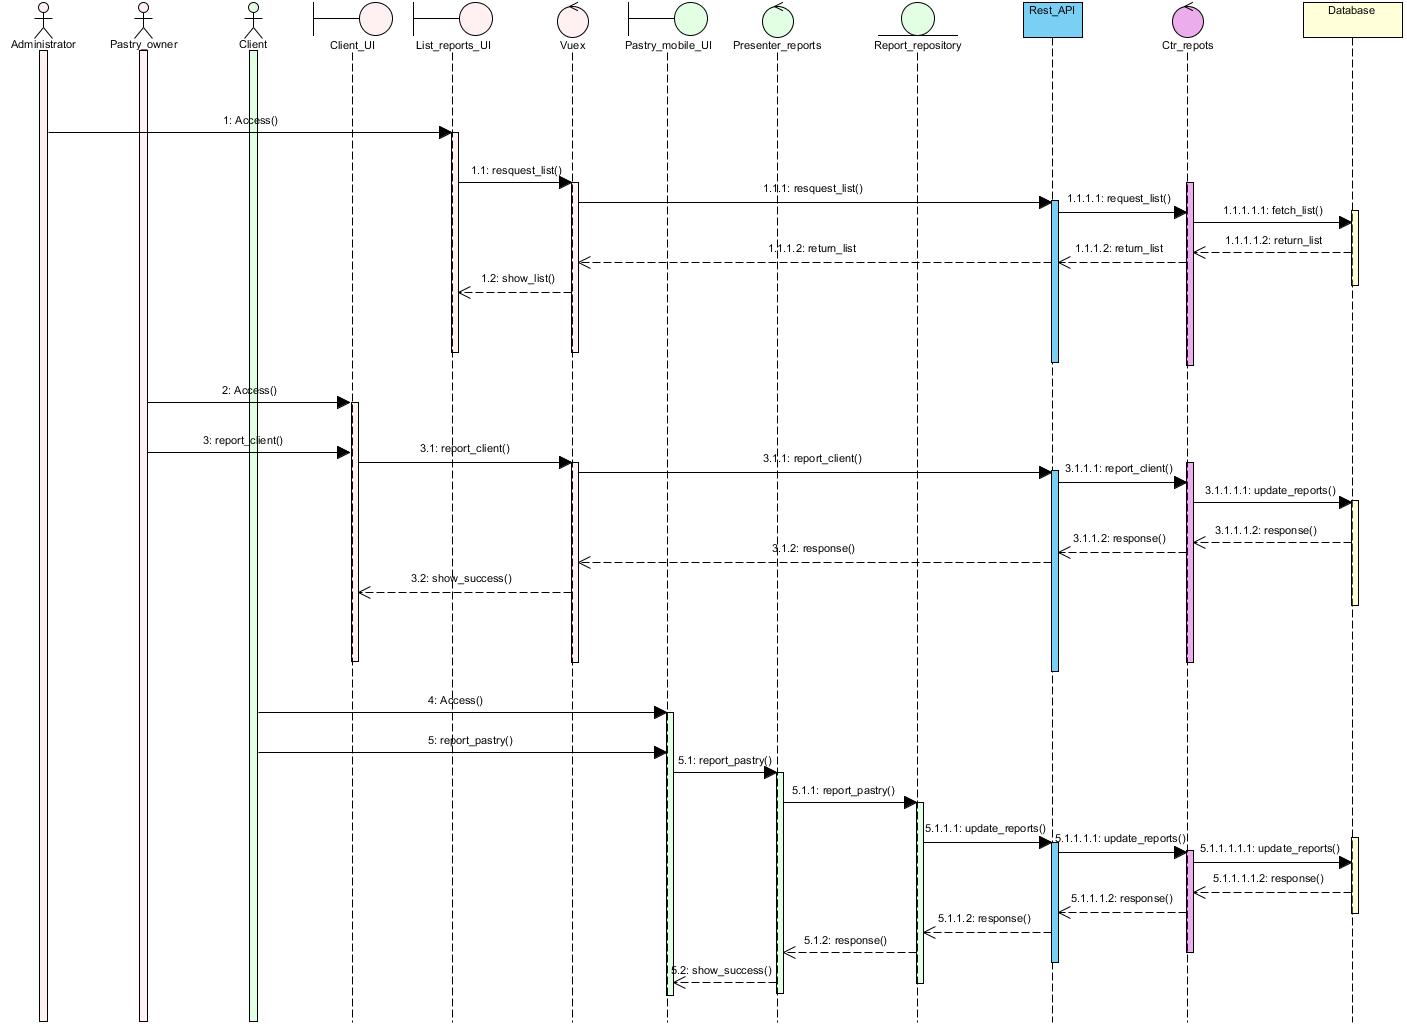 Administrator
Pastry_owner
Client
Client_UI
List_reports_UI
Vuex
Pastry_mobile_UI
Presenter_reports
Report_repository
Rest_API
Ctr_repots
Database
1: Access()
1.1: resquest_list()
1.1.1: resquest_list()
1.1.1.1: request_list()
1.1.1.1.1: fetch_list()
1.1.1.1.2: return_list
1.1.1.2: return_list
1.1.1.2: return_list
1.2: show_list()
2: Access()
3: report_client()
3.1: report_client()
3.1.1: report_client()
3.1.1.1: report_client()
3.1.1.1.1: update_reports()
3.1.1.1.2: response()
3.1.1.2: response()
3.1.2: response()
3.2: show_success()
4: Access()
5: report_pastry()
5.1: report_pastry()
5.1.1: report_pastry()
5.1.1.1: update_reports()
5.1.1.1.1: update_reports()
5.1.1.1.1.1: update_reports()
5.1.1.1.1.2: response()
5.1.1.1.2: response()
5.1.1.2: response()
5.1.2: response()
5.2: show_success()